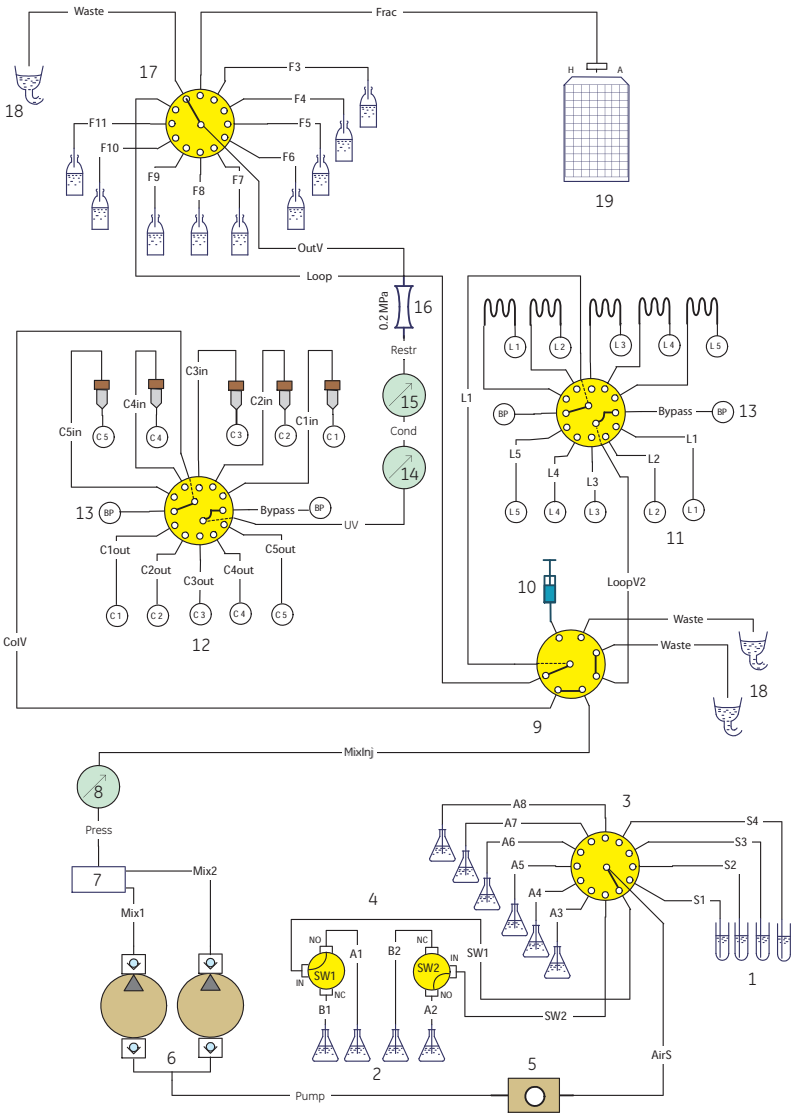 Waste
Frac
17
F3
H A
18
F4
F11
F5
F10
F6
F9
F8
F7
19
OutV
Loop
0.2 MPa
16
Restr
L 1
L 2
L 3
L 4
L 5
C3in
15
L1
C4in
C2in
C5in
C1in
Cond
BP
Bypass
BP
13
C 5
C 4
C 3
C 2
C 1
14
L5
L4
L3
L2
L1
13
BP
Bypass
BP
UV
L 5
L 4
L 3
L 2
L 1
11
C1out
C2out
C3out
C4out
C5out
10
LoopV2
C 1
C 2
C 3
C 4
C 5
12
ColV
Waste
Waste
18
9
MixInj
8
A8
3
A7
S4
Press
A6
S3
A5
S2
7
Mix2
A4
S1
Mix1
4
A3
NO
A1
B2
NC
SW1
SW1
IN
SW2
IN
1
NC
NO
B1
A2
SW2
6
2
5
AirS
Pump